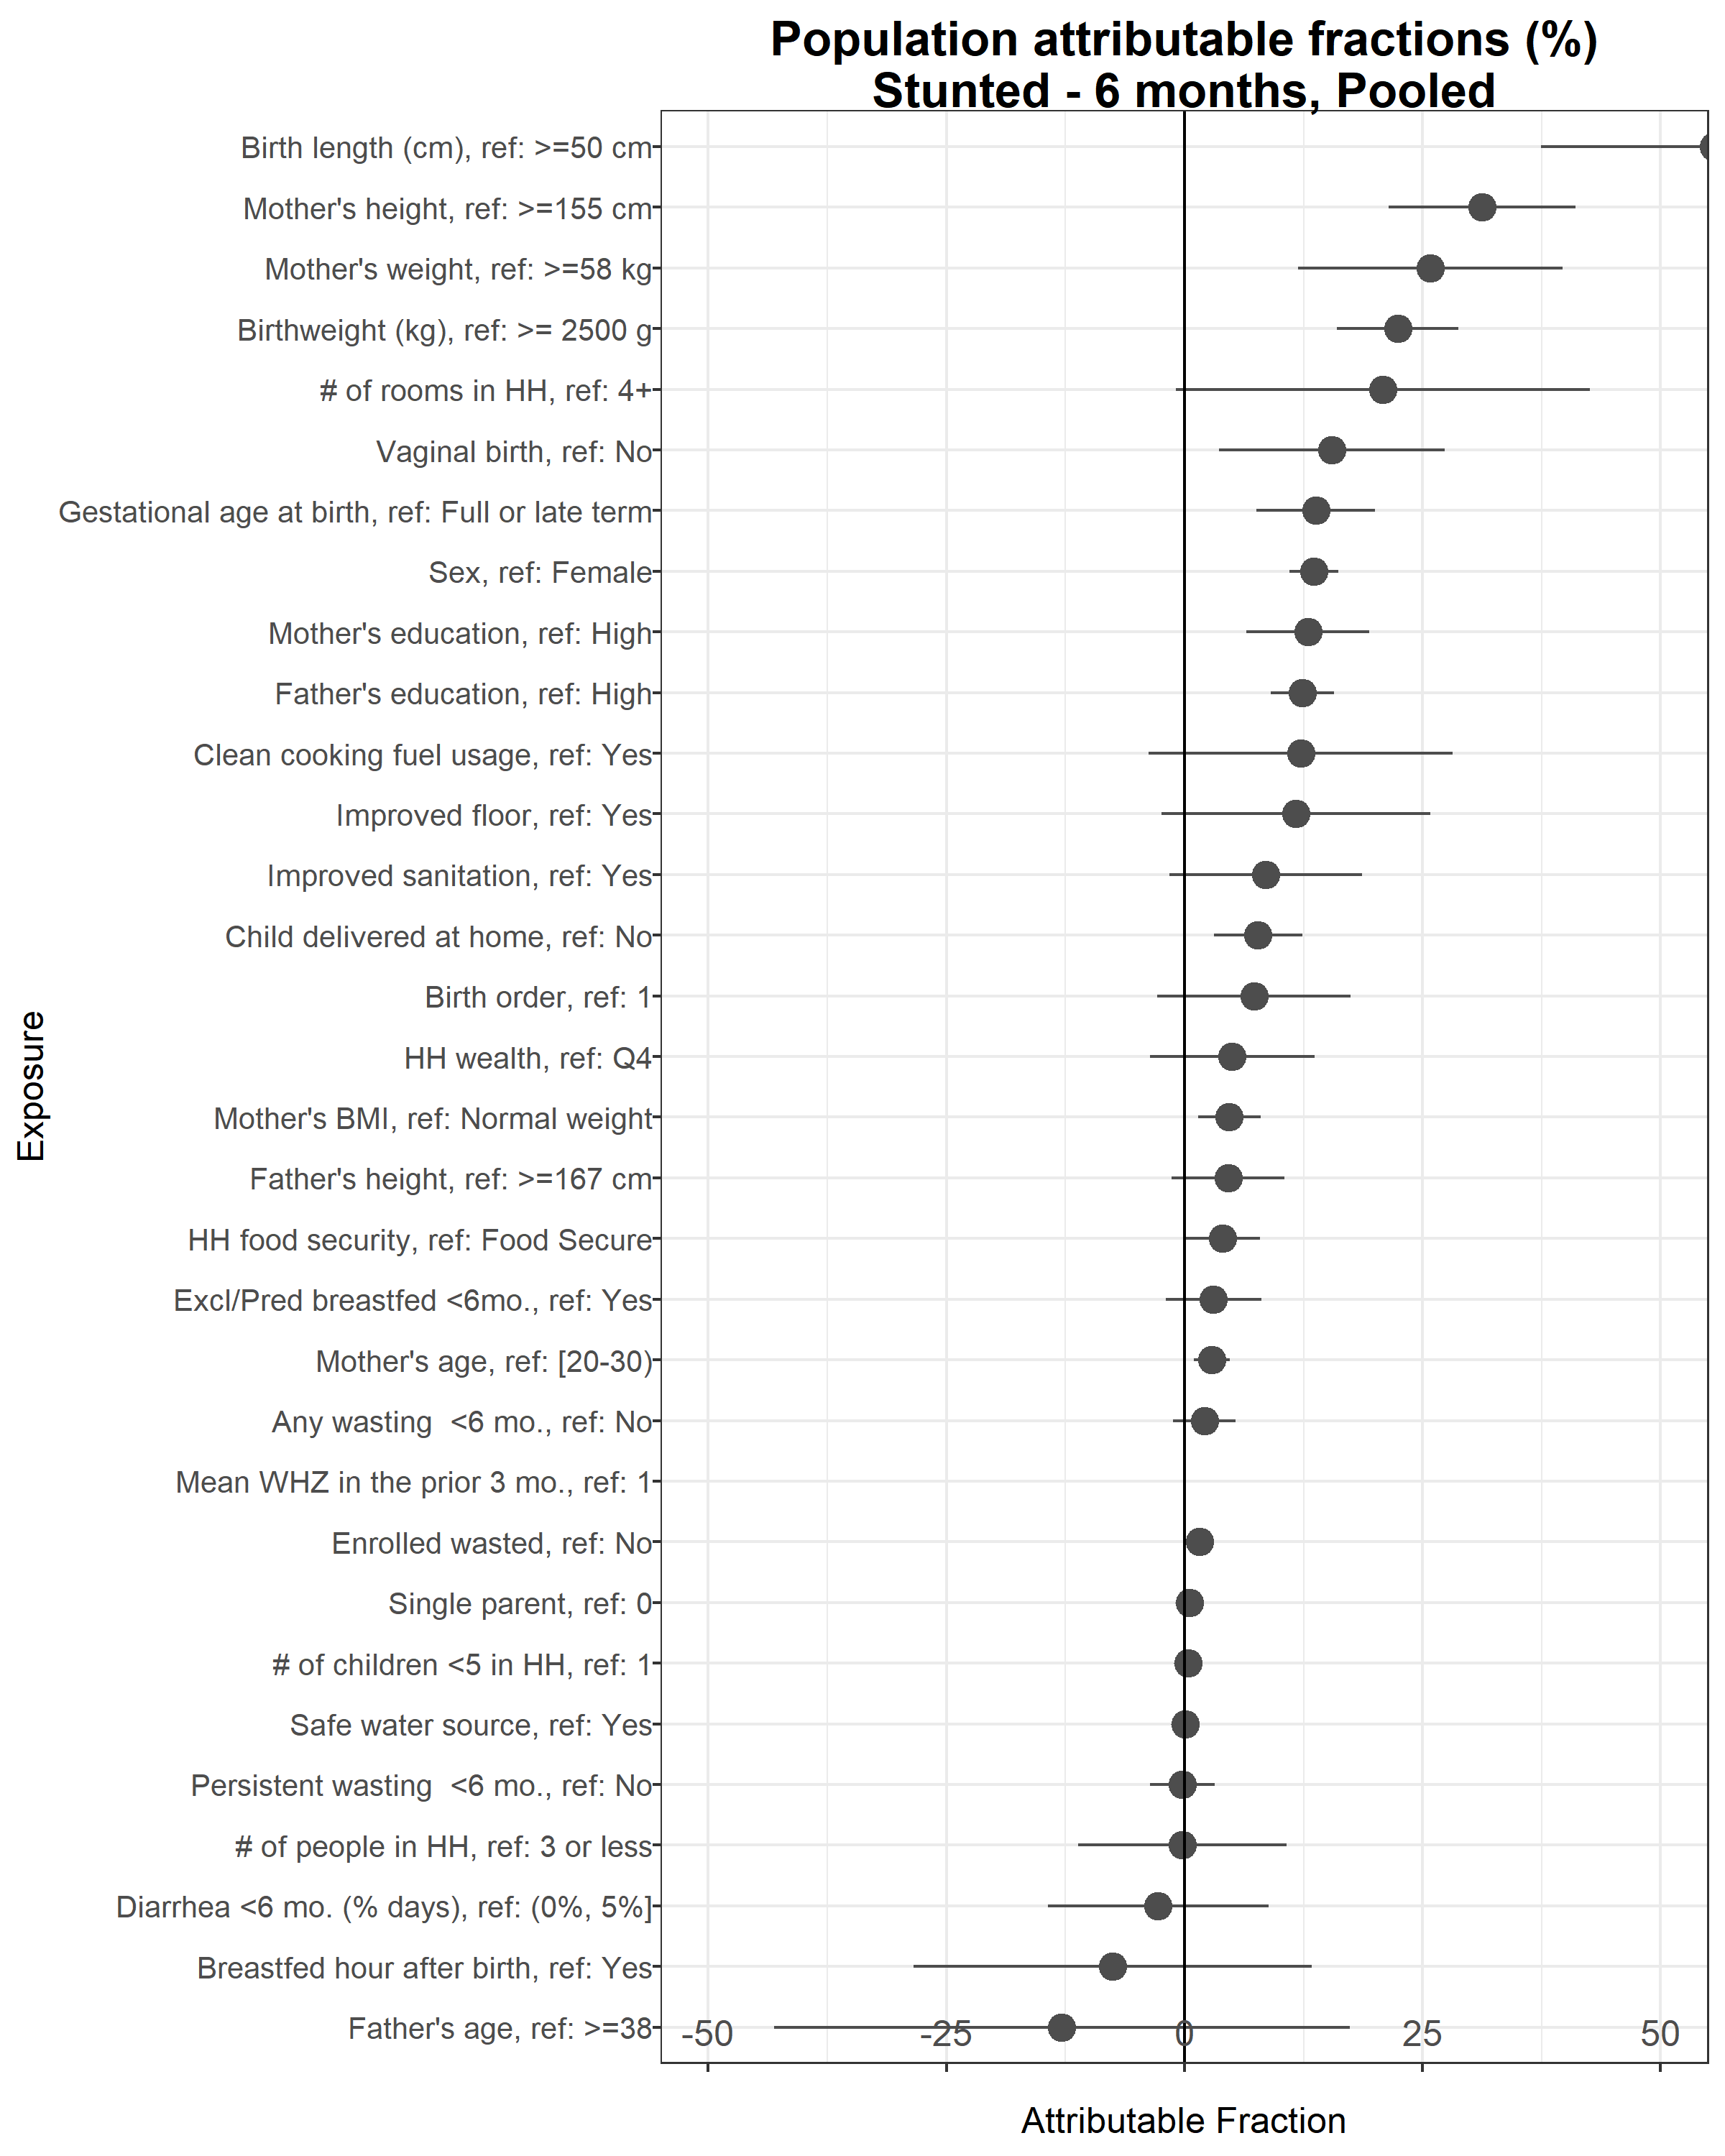 Population attributable fractions (%)
Stunted - 6 months, Pooled
Birth length (cm), ref: >=50 cm
Mother's height, ref: >=155 cm
Mother's weight, ref: >=58 kg
Birthweight (kg), ref: >= 2500 g
# of rooms in HH, ref: 4+
Vaginal birth, ref: No
Gestational age at birth, ref: Full or late term
Sex, ref: Female
Mother's education, ref: High
Father's education, ref: High
Clean cooking fuel usage, ref: Yes
Improved floor, ref: Yes
Improved sanitation, ref: Yes
Child delivered at home, ref: No
Birth order, ref: 1
HH wealth, ref: Q4
Mother's BMI, ref: Normal weight
Father's height, ref: >=167 cm
HH food security, ref: Food Secure
Excl/Pred breastfed <6mo., ref: Yes
Mother's age, ref: [20-30)
Any wasting  <6 mo., ref: No
Mean WHZ in the prior 3 mo., ref: 1
Enrolled wasted, ref: No
Single parent, ref: 0
# of children <5 in HH, ref: 1
Safe water source, ref: Yes
Persistent wasting  <6 mo., ref: No
# of people in HH, ref: 3 or less
Diarrhea <6 mo. (% days), ref: (0%, 5%]
Breastfed hour after birth, ref: Yes
Father's age, ref: >=38
Exposure
-50 -25 0 25 50
Attributable Fraction